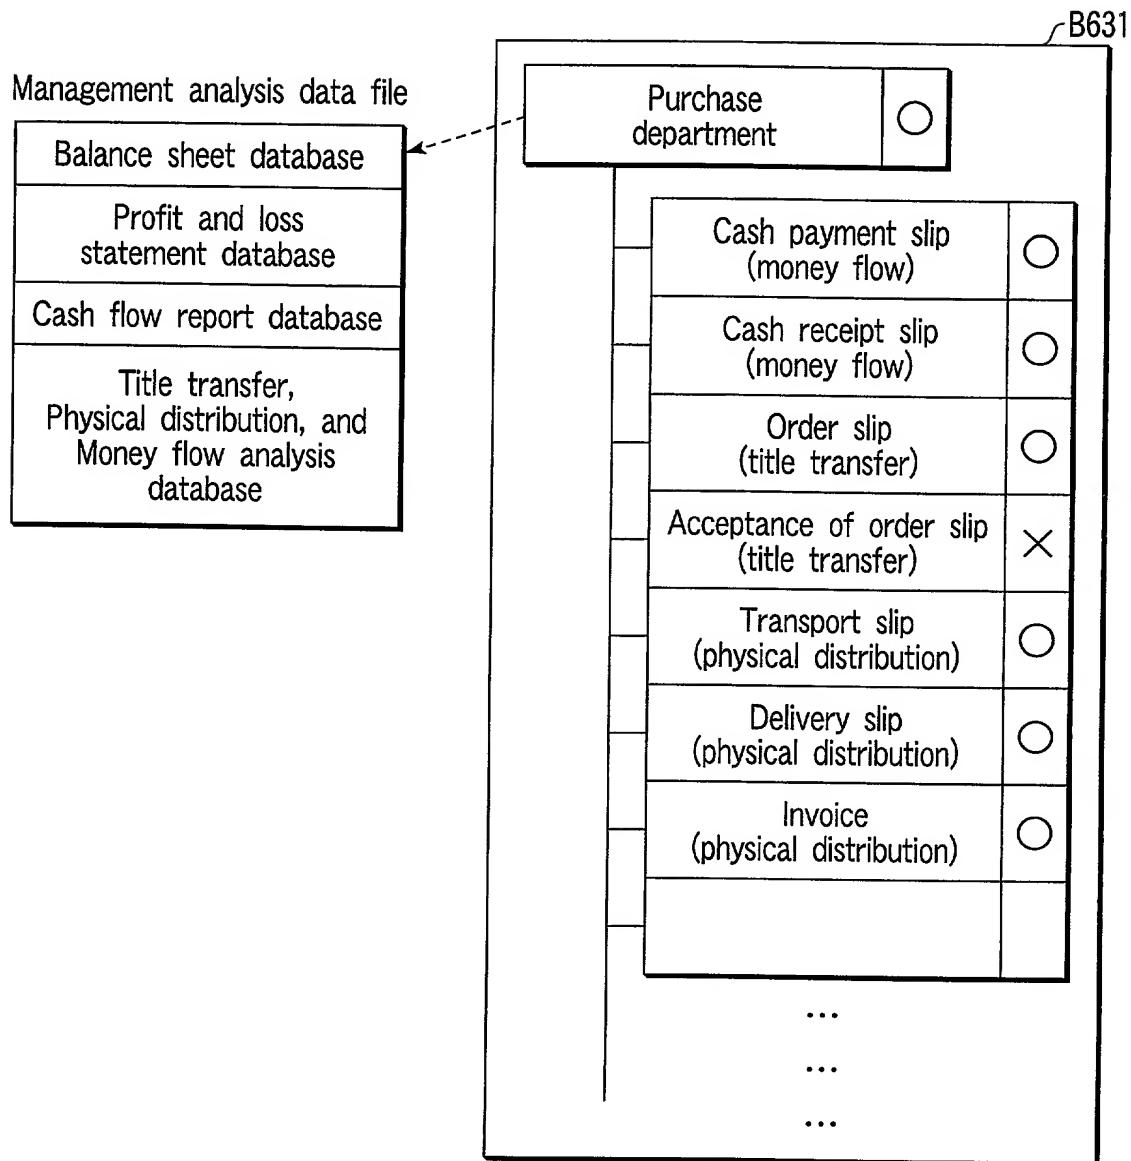 B631
Management analysis data file
Balance sheet database
Profit and loss
statement database
Cash flow report database
Title transfer,
Physical distribution, and
Money flow analysis
database
Purchase
department
Cash payment slip
(money flow)
Cash receipt slip
(money flow)
Order slip
(title transfer)
Acceptance of order slip
(title transfer)
Transport slip
(physical distribution)
Delivery slip
(physical distribution)
Invoice
(physical distribution)
...
...
...